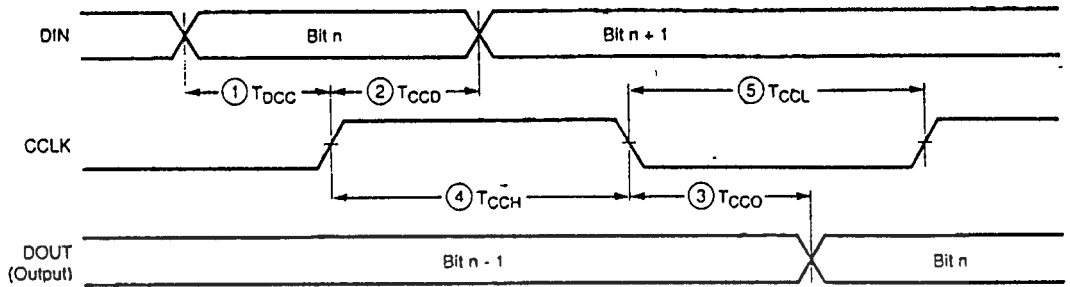 DIN Bit n Bit n + 1
① TDCC ② TCCD ⑤ TCCL
CCLK
④ TCCH ③ TCCO
DOUT
(Output) Bit n - 1 Bit n